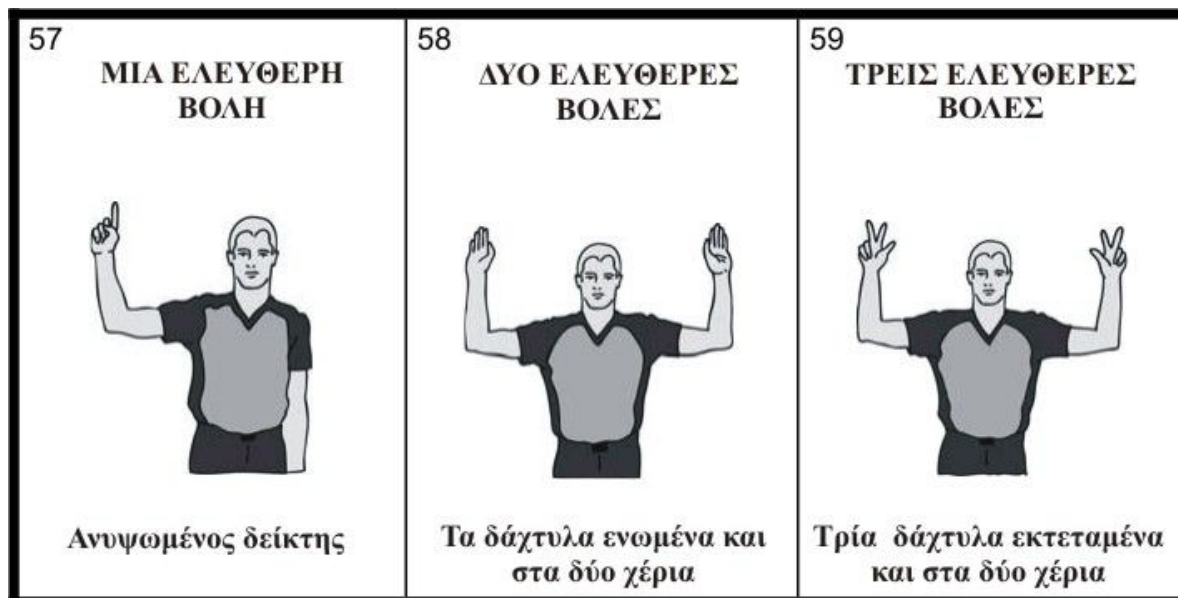 57
ΜΙΑ ΕΛΕΥΘΕΡΗ
ΒΟΛΗ
Ανυψωμένος δείκτης
58
ΔΥΟ ΕΛΕΥΘΕΡΕΣ
ΒΟΛΕΣ
Τα δάχτυλα ενωμένα και
στα δύο χέρια
59
ΤΡΕΙΣ ΕΛΕΥΘΕΡΕΣ
ΒΟΛΕΣ
Τρία δάχτυλα εκτεταμένα
και στα δύο χέρια